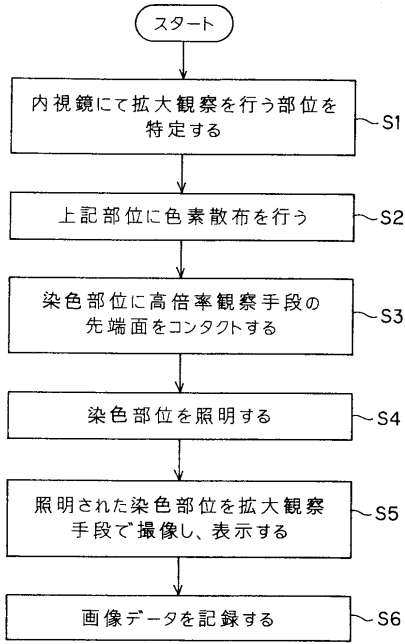 スタート
内視鏡にて拡大観察を行う部位を
特定する
S1
上記部位に色素散布を行う
S2
染色部位に高倍率観察手段の
先端面をコンタクトする
S3
染色部位を照明する
S4
照明された染色部位を拡大観察
手段で撮像し、表示する
S5
画像データを記録する
S6